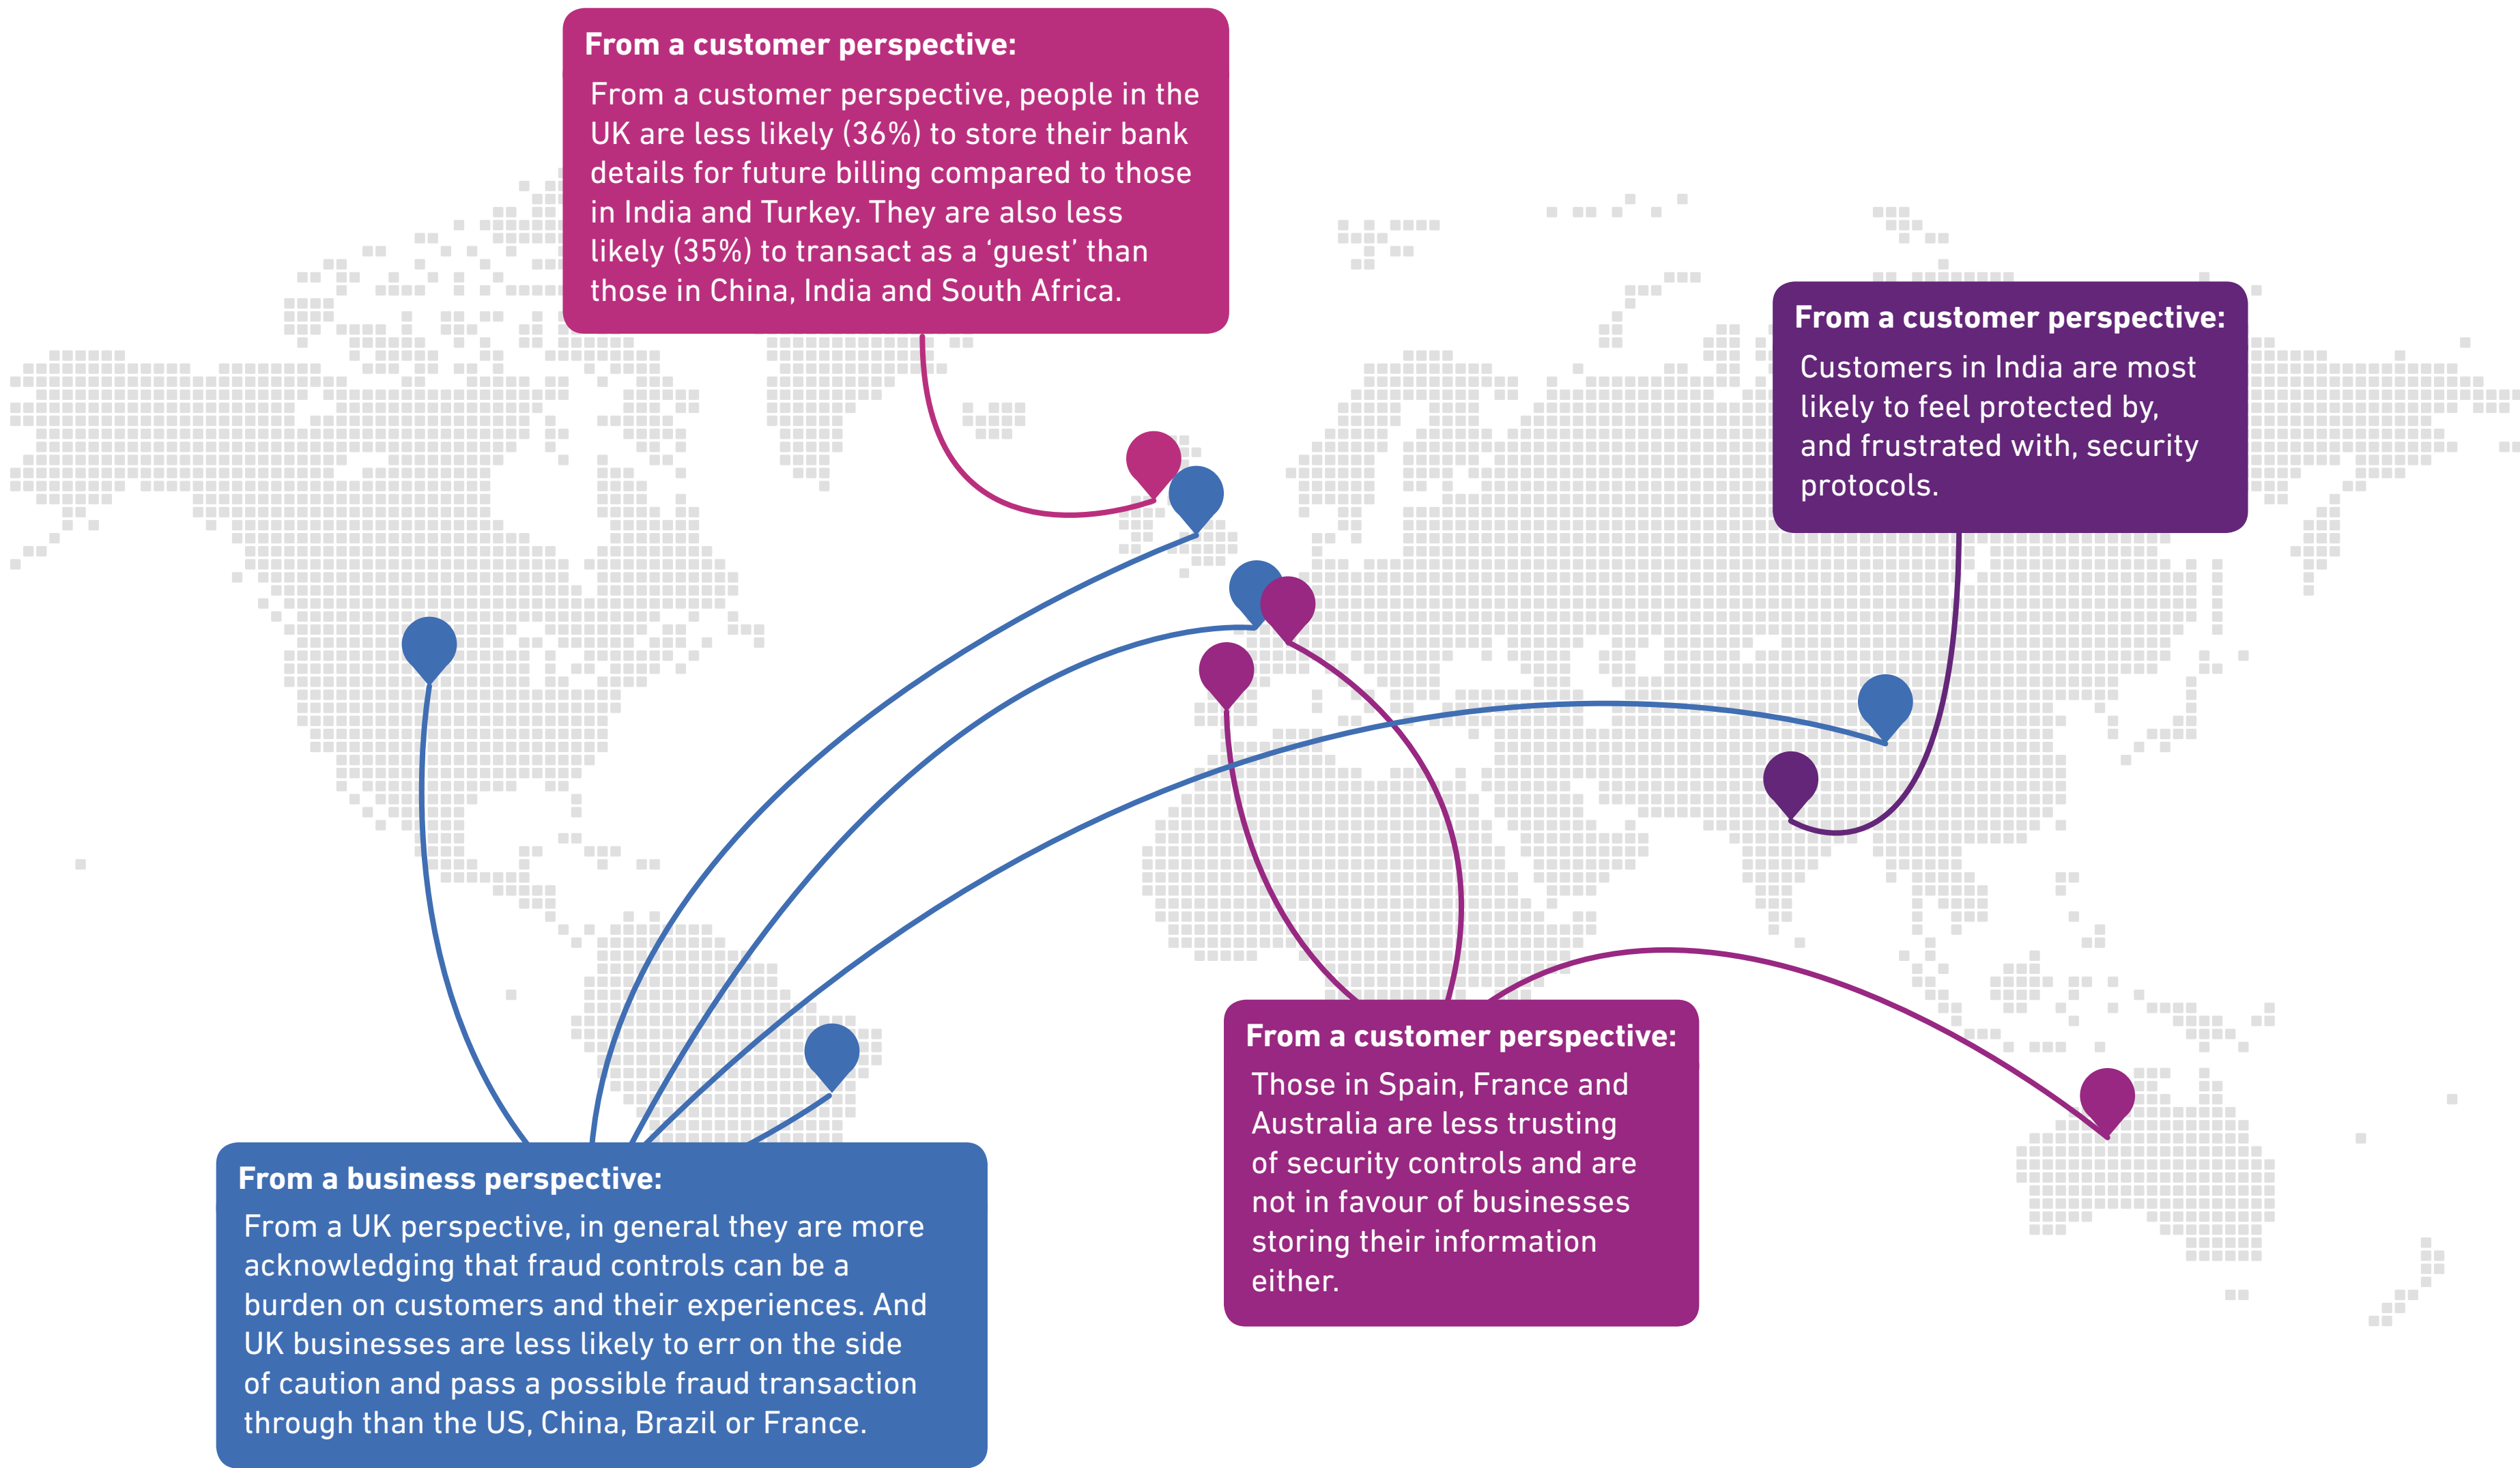 From a customer perspective:
From a customer perspective, people in the
UK are less likely (36%) to store their bank
details for future billing compared to those
in India and Turkey. They are also less
likely (35%) to transact as a ‘guest’ than
those in China, India and South Africa.
From a customer perspective:
Customers in India are most
likely to feel protected by,
and frustrated with, security
protocols.
From a customer perspective:
Those in Spain, France and
Australia are less trusting
of security controls and are
not in favour of businesses
storing their information
either.
From a business perspective:
From a UK perspective, in general they are more
acknowledging that fraud controls can be a
burden on customers and their experiences. And
UK businesses are less likely to err on the side
of caution and pass a possible fraud transaction
through than the US, China, Brazil or France.